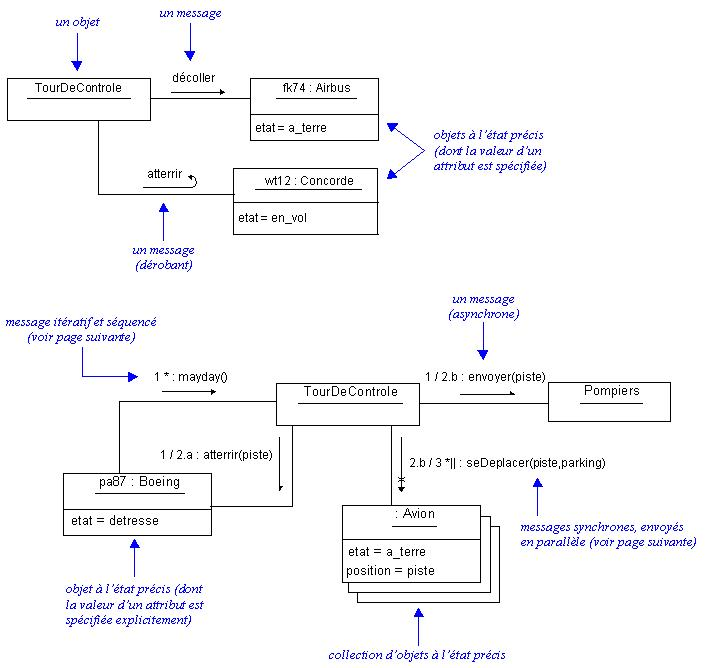 un message
un objet
décoller
TourDeControle
fk74 : Airbus
etat = a_terre
objets à l'état précis
(dont la valeur d'un
attribut est spécifiée)
atterrir
wt12 : Concorde
etat = en_vol
un message
(dérobant)
un message
(asynchrone)
message itératif et séquencé
(voir page suivante)
1 * : mayday()
TourDeControle
1 / 2.b : envoyer(piste)
Pompiers
1 / 2.a : atterrir(piste)
2.b / 3 *|| : seDeplacer(piste,parking)
pa87 : Boeing
etat = detresse
: Avion
etat = a_terre
position = piste
messages synchrones, envoyés
en parallèle (voir page suivante)
objet à l'état précis (dont
la valeur d'un attribut est
spécifiée explicitement)
collection d'objets à l'état précis